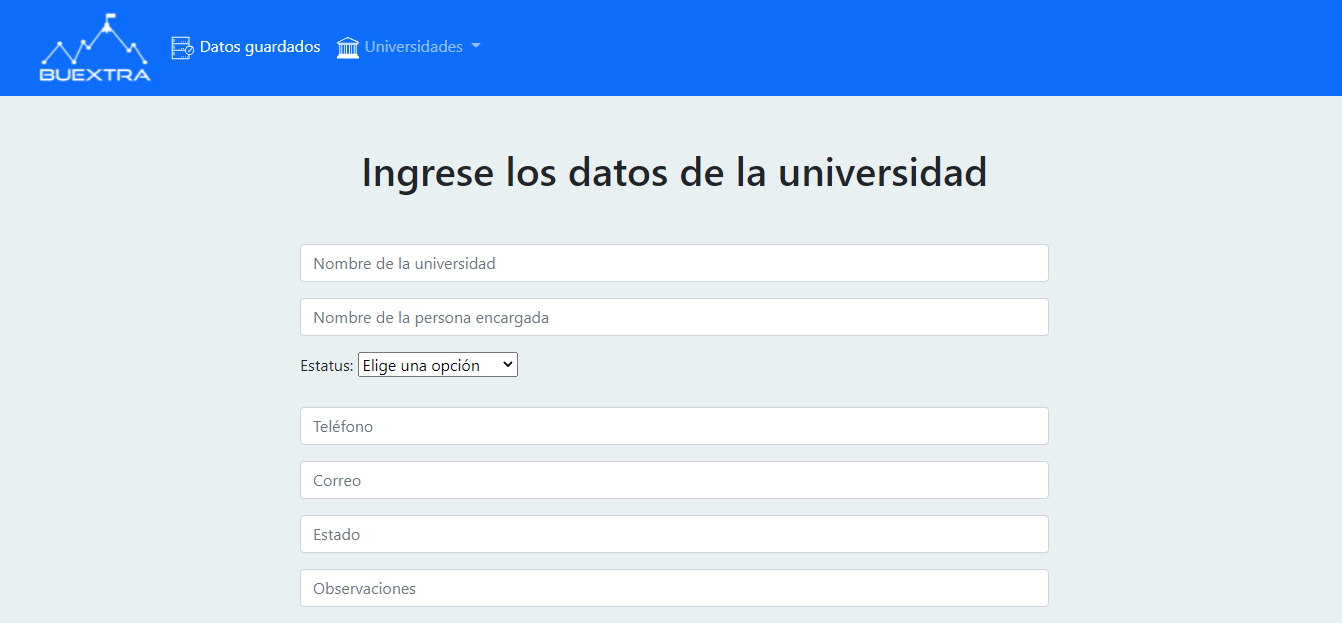 BUEXTRA
Datos guardados
Universidades
Ingrese los datos de la universidad
Nombre de la universidad
Nombre de la persona encargada
Estatus: Elige una opción
Teléfono
Correo
Estado
Observaciones